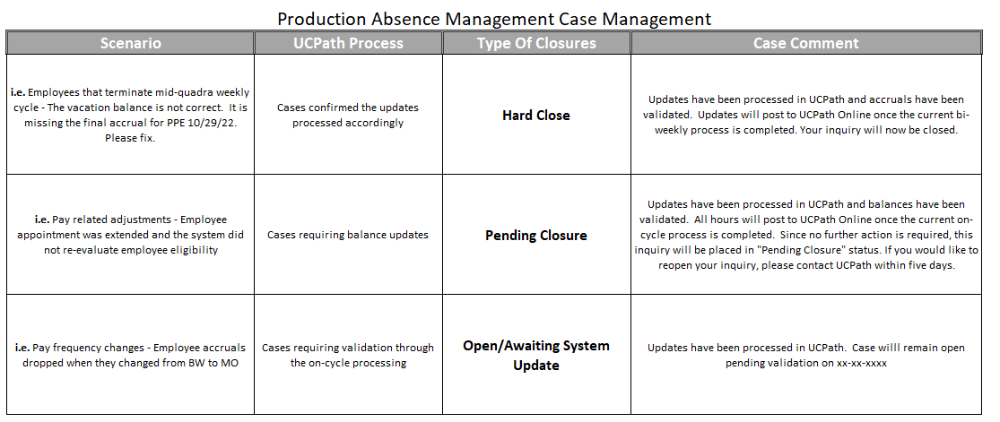 Production Absence Management Case Management
Scenario
UCPath Process
Type Of Closures
Case Comment
i.e. Employees that terminate mid-quadra weekly
cycle - The vacation balance is not correct. It is
missing the final accrual for PPE 10/29/22.
Please fix.
Cases confirmed the updates
processed accordingly
Hard Close
Updates have been processed in UCPath and accruals have been
validated. Updates will post to UCPath Online once the current bi-
weekly process is completed. Your inquiry will now be closed.
i.e. Pay related adjustments - Employee
appointment was extended and the system did
not re-evaluate employee eligibility
Cases requiring balance updates
Pending Closure
Updates have been processed in UCPath and balances have been
validated. All hours will post to UCPath Online once the current on-
cycle process is completed. Since no further action is required, this
inquiry will be placed in "Pending Closure" status. If you would like to
reopen your inquiry, please contact UCPath within five days.
i.e. Pay frequency changes - Employee accruals
dropped when they changed from BW to MO
Cases requiring validation through
the on-cycle processing
Open/Awaiting System
Update
Updates have been processed in UCPath. Case willl remain open
pending validation on xx-xx-xxxx